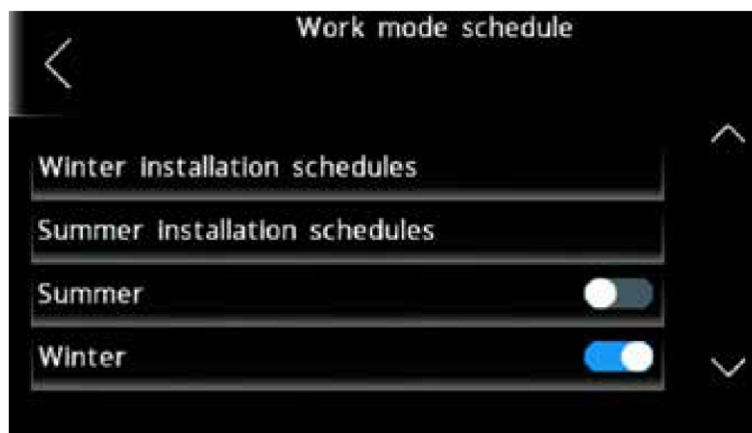 Work mode schedule
Winter installation schedules
Summer installation schedules
Summer
Winter